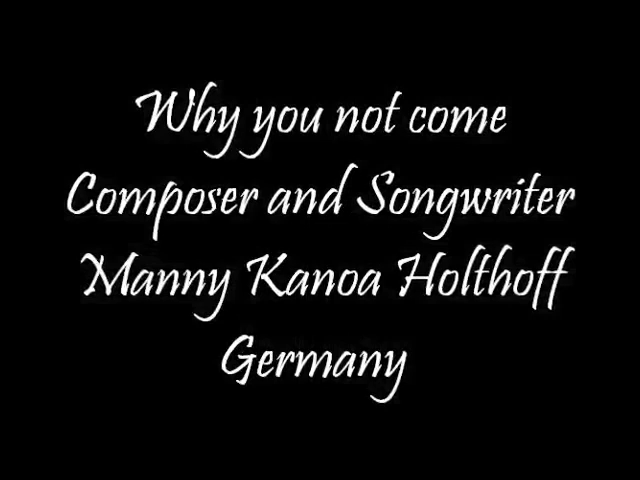 Why you not come
Composer and Songwriter
Manny Kanoa Holthoff
Germany